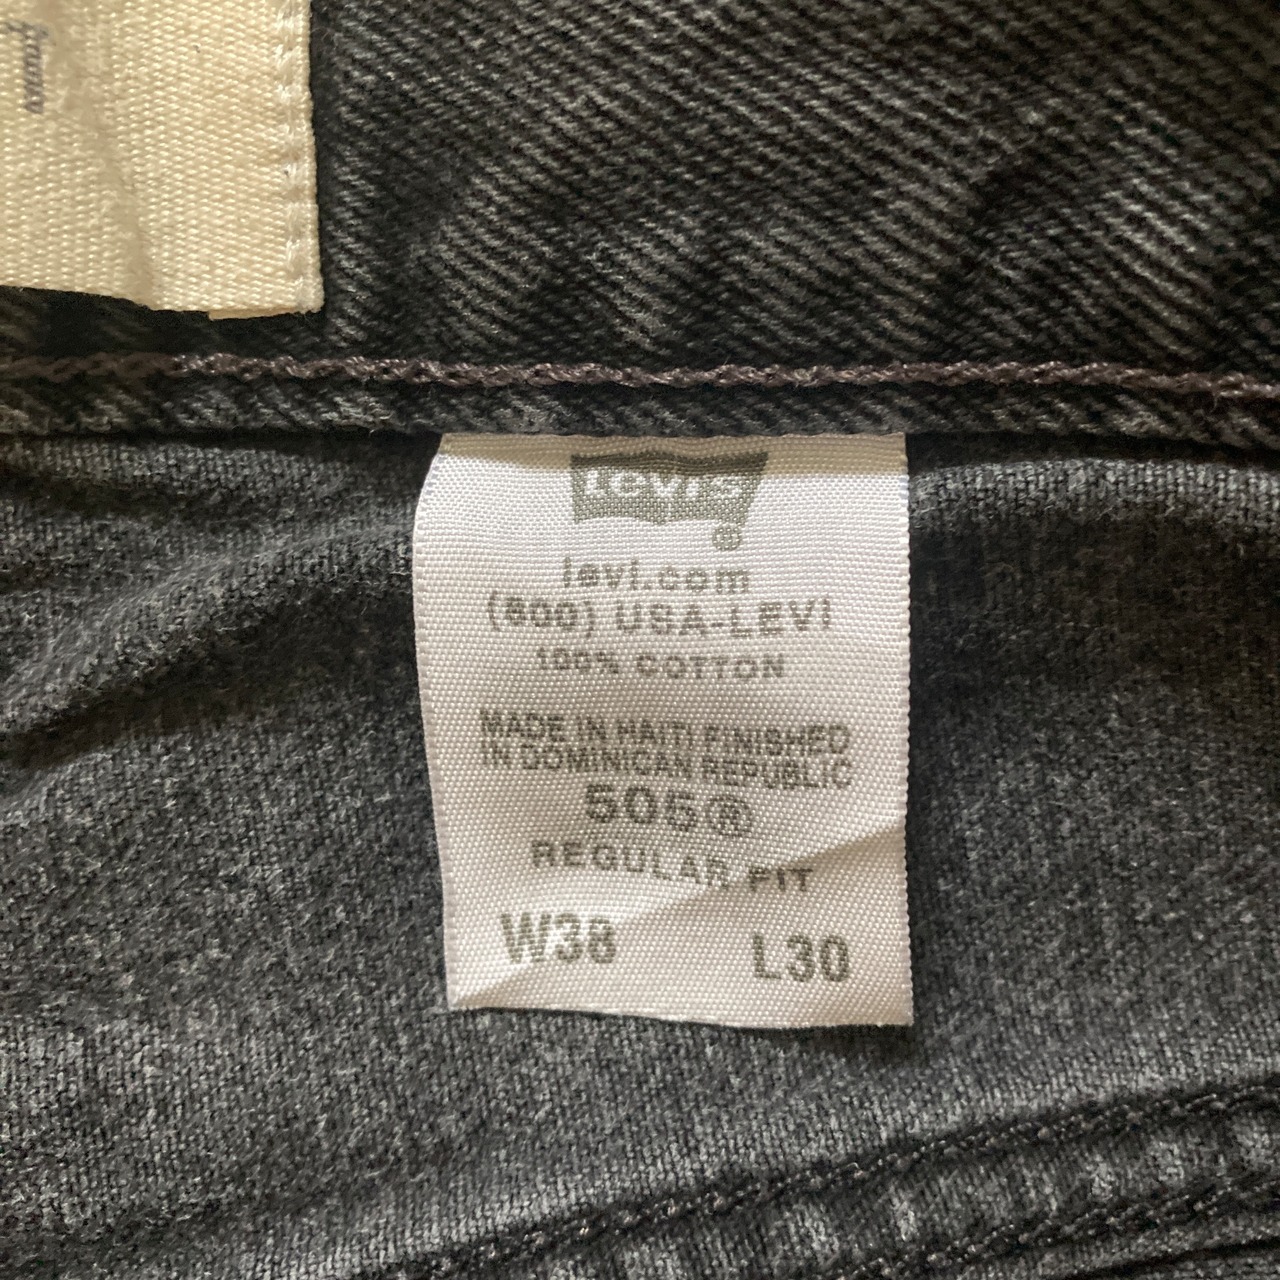 Levi's
®
levi.com
(800) USA-LEVI
100% COTTON
MADE IN HAITI FINISHED
IN DOMINICAN REPUBLIC
505®
REGULAR FIT
W38 L30